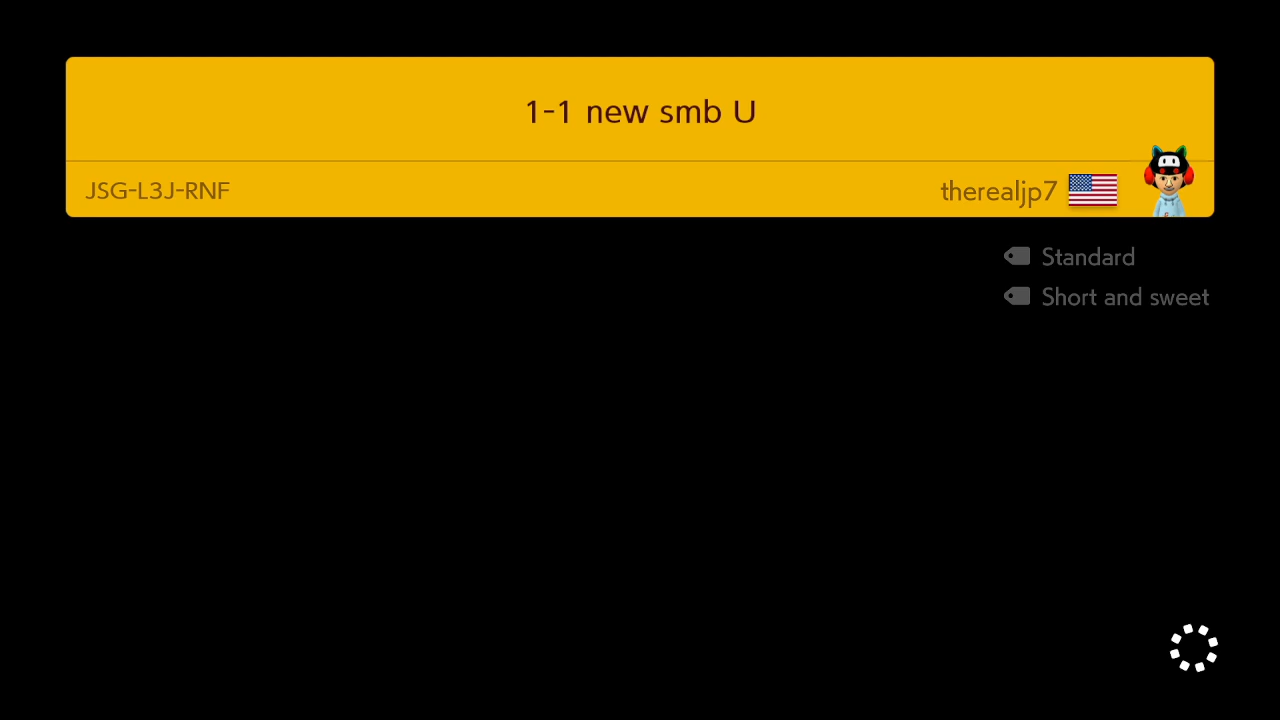 1-1 new smb U
JSG-L3J-RNF
therealjp7
Standard
Short and sweet